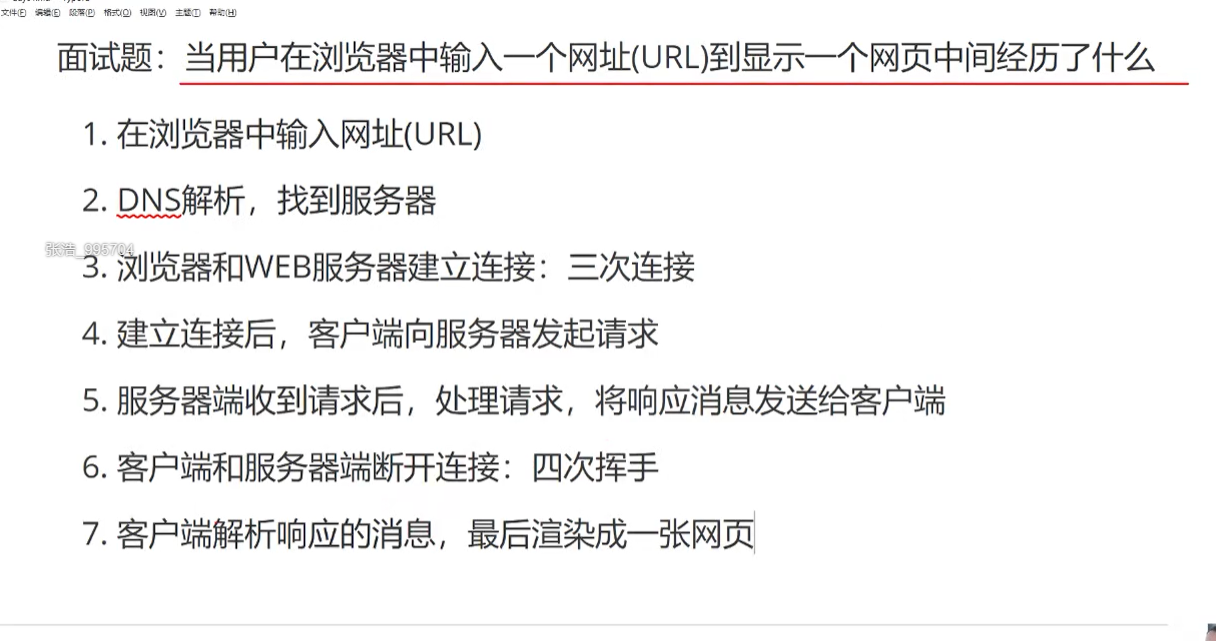 文件(F) 编辑(E) 段落(P) 格式(O) 视图(V) 主题(T) 帮助(H)
面试题：当用户在浏览器中输入一个网址(URL)到显示一个网页中间经历了什么
1. 在浏览器中输入网址(URL)
2. DNS解析，找到服务器
张浩_995704
3. 浏览器和WEB服务器建立连接：三次连接
4. 建立连接后，客户端向服务器发起请求
5. 服务器端收到请求后，处理请求，将响应消息发送给客户端
6. 客户端和服务器端断开连接：四次挥手
7. 客户端解析响应的消息，最后渲染成一张网页